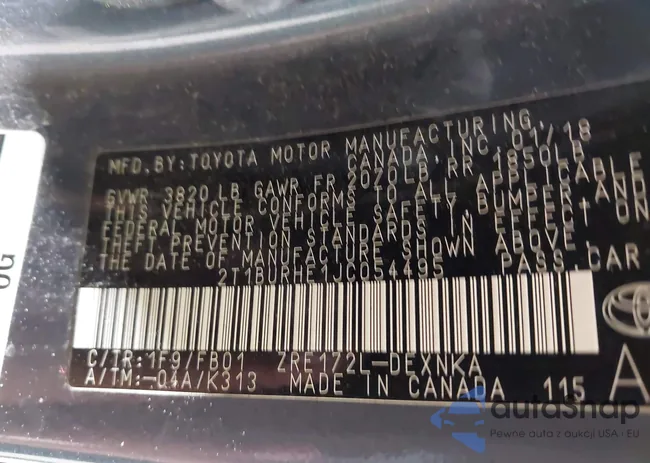 MFD. BY: TOYOTA MOTOR MANUFACTURING,
CANADA, INC. 01/18
GVWR 3820 LB GAWR FR 2020LB RR 1850LB
THIS VEHICLE CONFORMS TO ALL APPLICABLE
FEDERAL MOTOR VEHICLE SAFETY, BUMPER, AND
THEFT PREVENTION STANDARDS IN EFFECT ON
THE DATE OF MANUFACTURE SHOWN ABOVE.
2T1BURHE1JC054495 PASS CAR
C/TR: 1F9/FB01 ZRE172L-DEXNKA
A/TM: -04A/K313 MADE IN CANADA 115
A
0G
autoSnap
Pewne auta z aukcji USA i EU